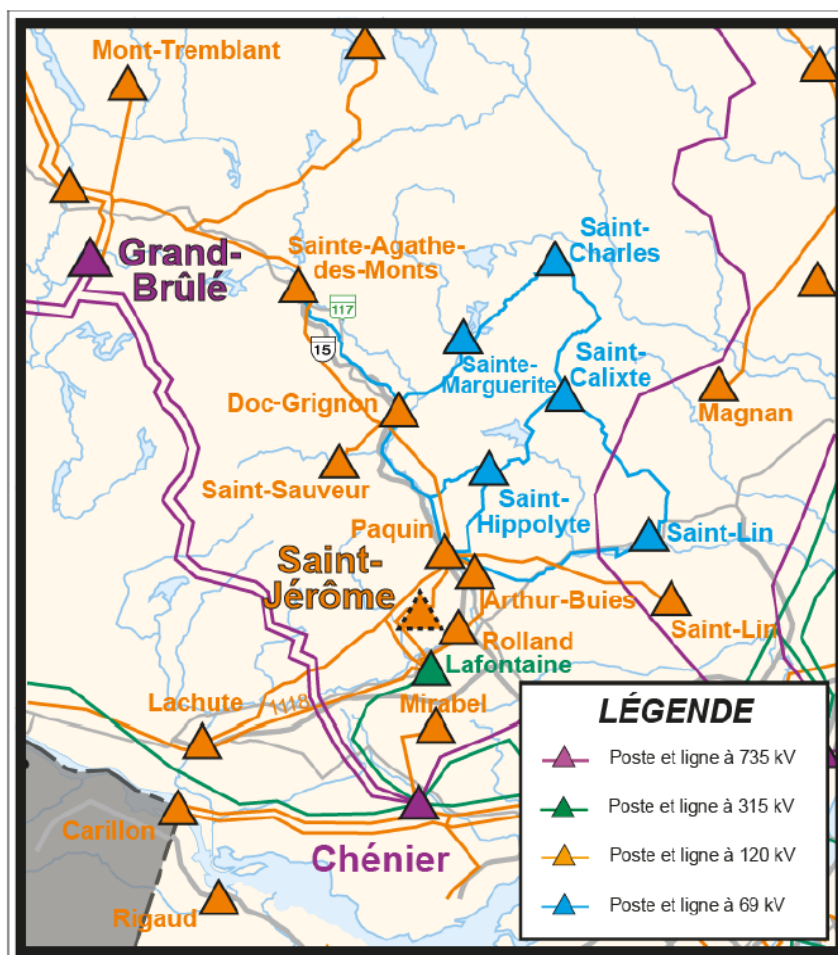 Mont-Tremblant
Grand-
Brûlé
Sainte-Agathe-
des-Monts
117
15
Saint-
Charles
Sainte-
Marguerite
Saint-
Calixte
Doc-Grignon
Magnan
Saint-Sauveur
Saint-
Hippolyte
Paquin
Saint-Lin
Saint-
Jérôme
Arthur-Buies
Saint-Lin
Rolland
Lafontaine
Lachute
1118
Mirabel
Carillon
Chénier
Rigaud
LÉGENDE
Poste et ligne à 735 kV
Poste et ligne à 315 kV
Poste et ligne à 120 kV
Poste et ligne à 69 kV